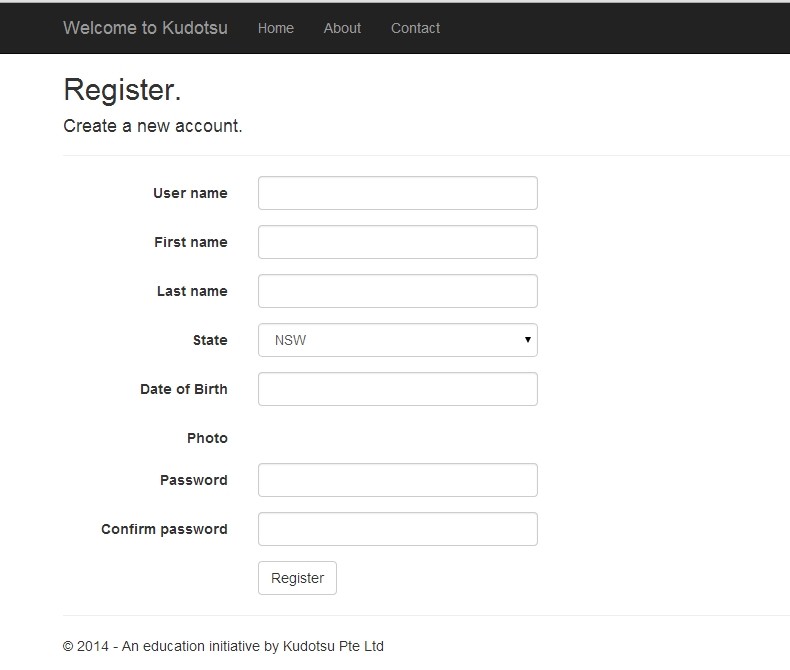 Welcome to Kudotsu Home About Contact
Register.
Create a new account.
User name
First name
Last name
State NSW
Date of Birth
Photo
Password
Confirm password
Register
© 2014 - An education initiative by Kudotsu Pte Ltd